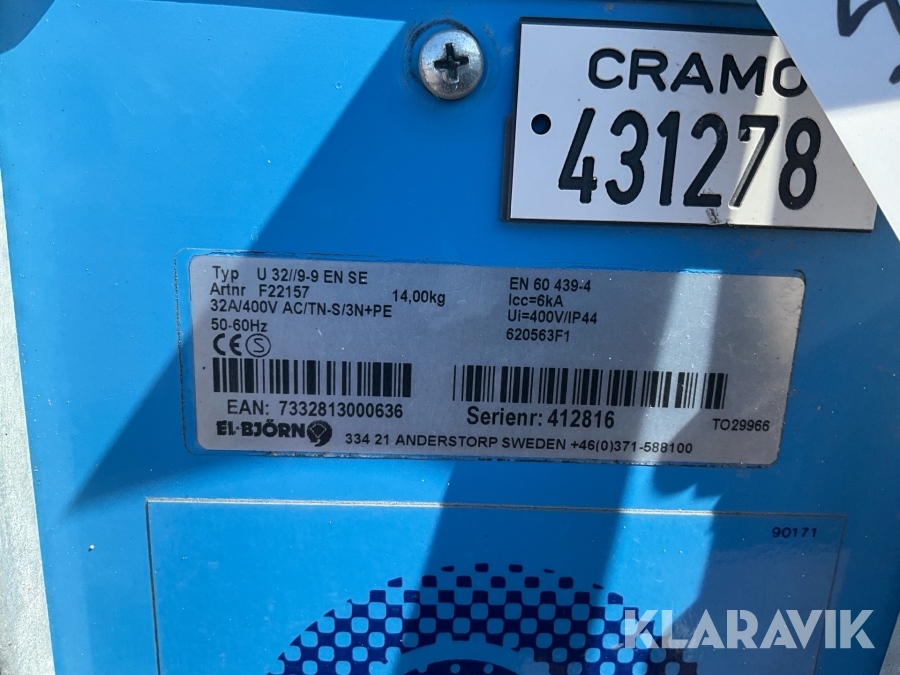 CRAMO
431278
Typ U 32//9-9 EN SE
Artnr F22157 14,00kg
32A/400V AC/TN-S/3N+PE
50-60Hz
CE S
EN 60 439-4
Icc=6kA
Ui=400V/IP44
620563F1
EAN: 7332813000636
Serienr: 412816
TO29966
EL·BJÖRN
334 21 ANDERSTORP SWEDEN +46(0)371-588100
90171
KLARAVIK